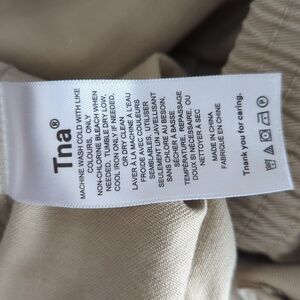 Tna®
MACHINE WASH COLD WITH LIKE
COLOURS, ONLY
NON-CHLORINE BLEACH WHEN
NEEDED, TUMBLE DRY LOW,
COOL IRON ONLY IF NEEDED,
OR DRY CLEAN
LAVER À LA MACHINE À L'EAU
FROIDE AVEC COULEURS
SEMBLABLES. UTILISER
SEULEMENT UN JAVELLISANT
SANS CHLORE AU BESOIN.
SÉCHER À BASSE
TEMPÉRATURE, REPASSAGE
DOUX SI NÉCESSAIRE, OU
NETTOYER À SEC
MADE IN CHINA
FABRIQUÉ EN CHINE
Thank you for caring.